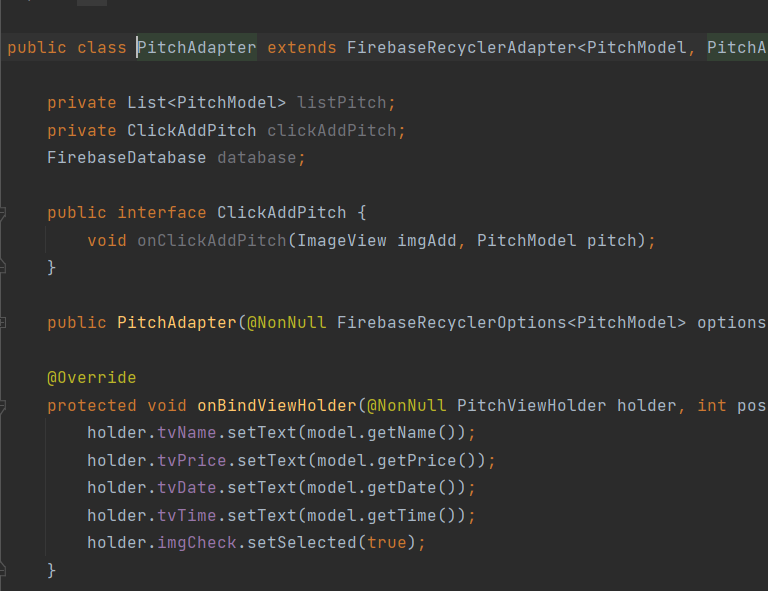 public class PitchAdapter extends FirebaseRecyclerAdapter<PitchModel, PitchA
private List<PitchModel> listPitch;
private ClickAddPitch clickAddPitch;
FirebaseDatabase database;
public interface ClickAddPitch {
void onClickAddPitch(ImageView imgAdd, PitchModel pitch);
}
public PitchAdapter(@NonNull FirebaseRecyclerOptions<PitchModel> options
@Override
protected void onBindViewHolder(@NonNull PitchViewHolder holder, int pos
holder.tvName.setText(model.getName());
holder.tvPrice.setText(model.getPrice());
holder.tvDate.setText(model.getDate());
holder.tvTime.setText(model.getTime());
holder.imgCheck.setSelected(true);
}